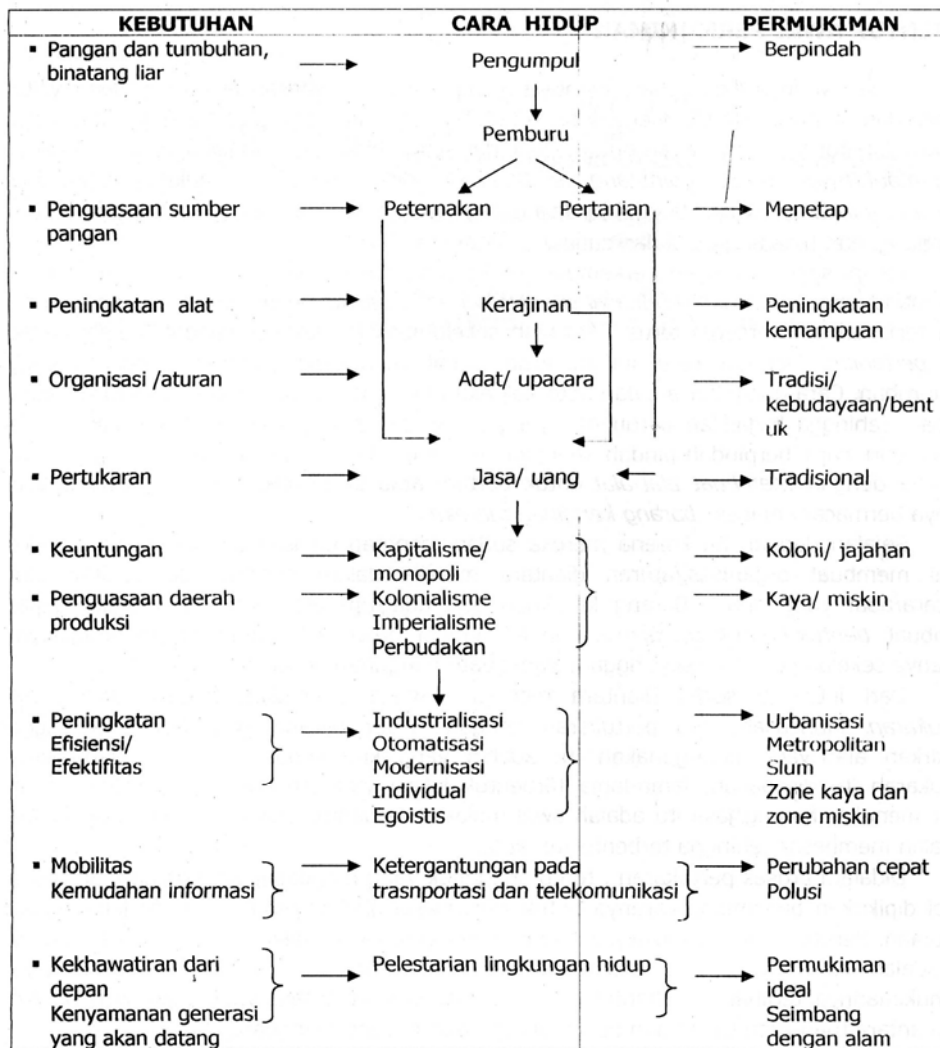 KEBUTUHAN CARA HIDUP PERMUKIMAN
▪ Pangan dan tumbuhan, binatang liar
Pengumpul
Berpindah
Pemburu
▪ Penguasaan sumber pangan
Peternakan Pertanian
Menetap
▪ Peningkatan alat
Kerajinan
Peningkatan kemampuan
▪ Organisasi /aturan
Adat/ upacara
Tradisi/
kebudayaan/bent
uk
▪ Pertukaran
Jasa/ uang
Tradisional
▪ Keuntungan
Kapitalisme/
monopoli
Koloni/ jajahan
▪ Penguasaan daerah
produksi
Kolonialisme
Imperialisme
Perbudakan
Kaya/ miskin
▪ Peningkatan
Efisiensi/
Efektifitas
Industrialisasi
Otomatisasi
Modernisasi
Individual
Egoistis
Urbanisasi
Metropolitan
Slum
Zone kaya dan
zone miskin
▪ Mobilitas
Kemudahan informasi
Ketergantungan pada
trasnportasi dan telekomunikasi
Perubahan cepat
Polusi
▪ Kekhawatiran dari
depan
Kenyamanan generasi
yang akan datang
Pelestarian lingkungan hidup
Permukiman
ideal
Seimbang
dengan alam